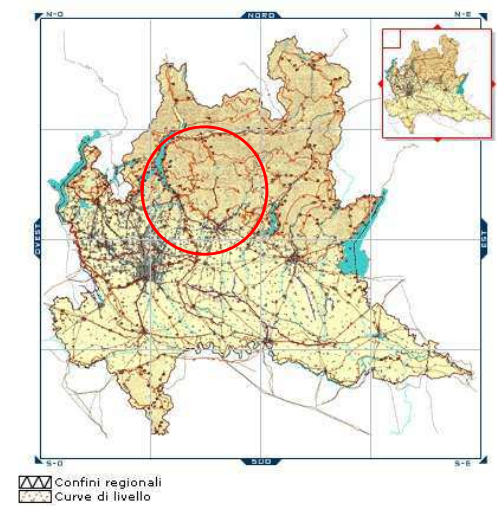 N-O NORD N-E
OVEST
EST
S-O SUD S-E
Confini regionali
Curve di livello